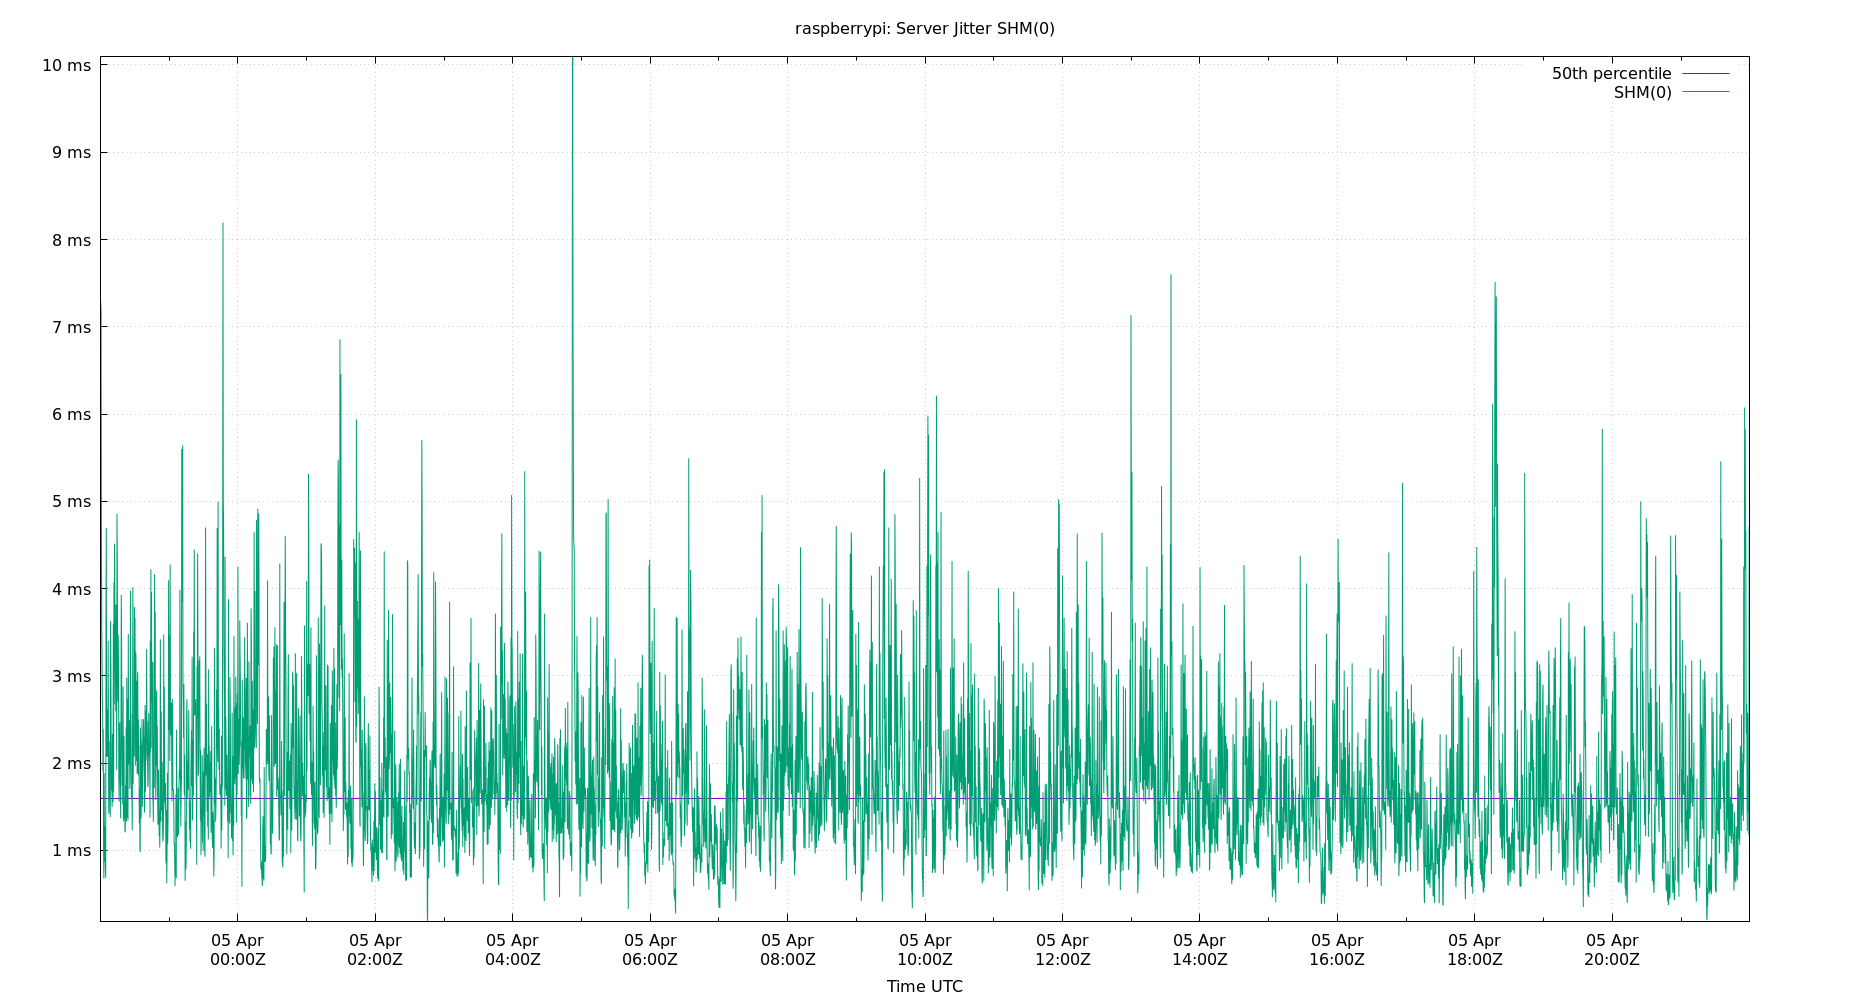 raspberrypi: Server Jitter SHM(0)
10 ms
9 ms
8 ms
7 ms
6 ms
5 ms
4 ms
3 ms
2 ms
1 ms
50th percentile
SHM(0)
05 Apr 05 Apr 05 Apr 05 Apr 05 Apr 05 Apr 05 Apr 05 Apr 05 Apr 05 Apr 05 Apr
00:00Z 02:00Z 04:00Z 06:00Z 08:00Z 10:00Z 12:00Z 14:00Z 16:00Z 18:00Z 20:00Z
Time UTC